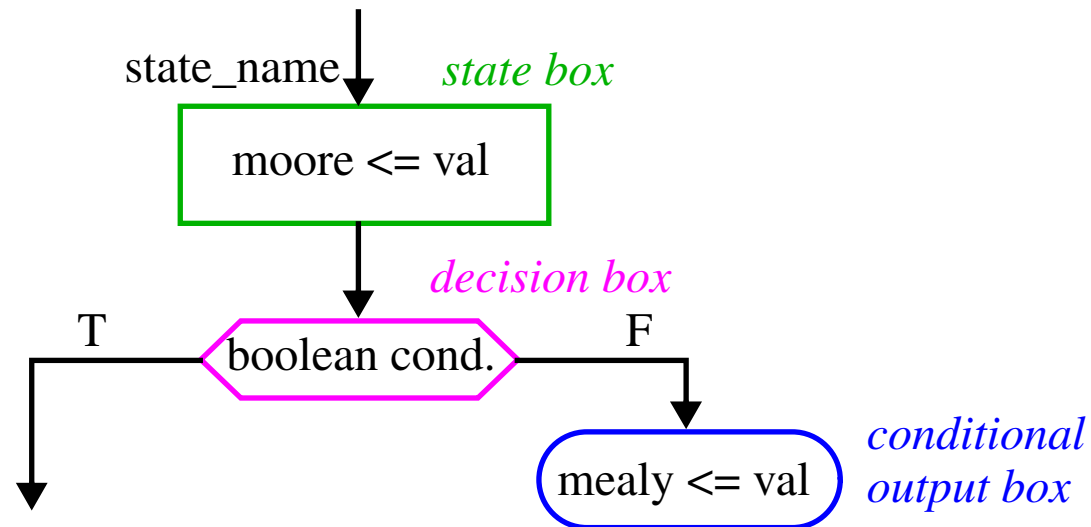 state_name
state box
moore <= val
decision box
T
boolean cond.
F
mealy <= val
conditional
output box